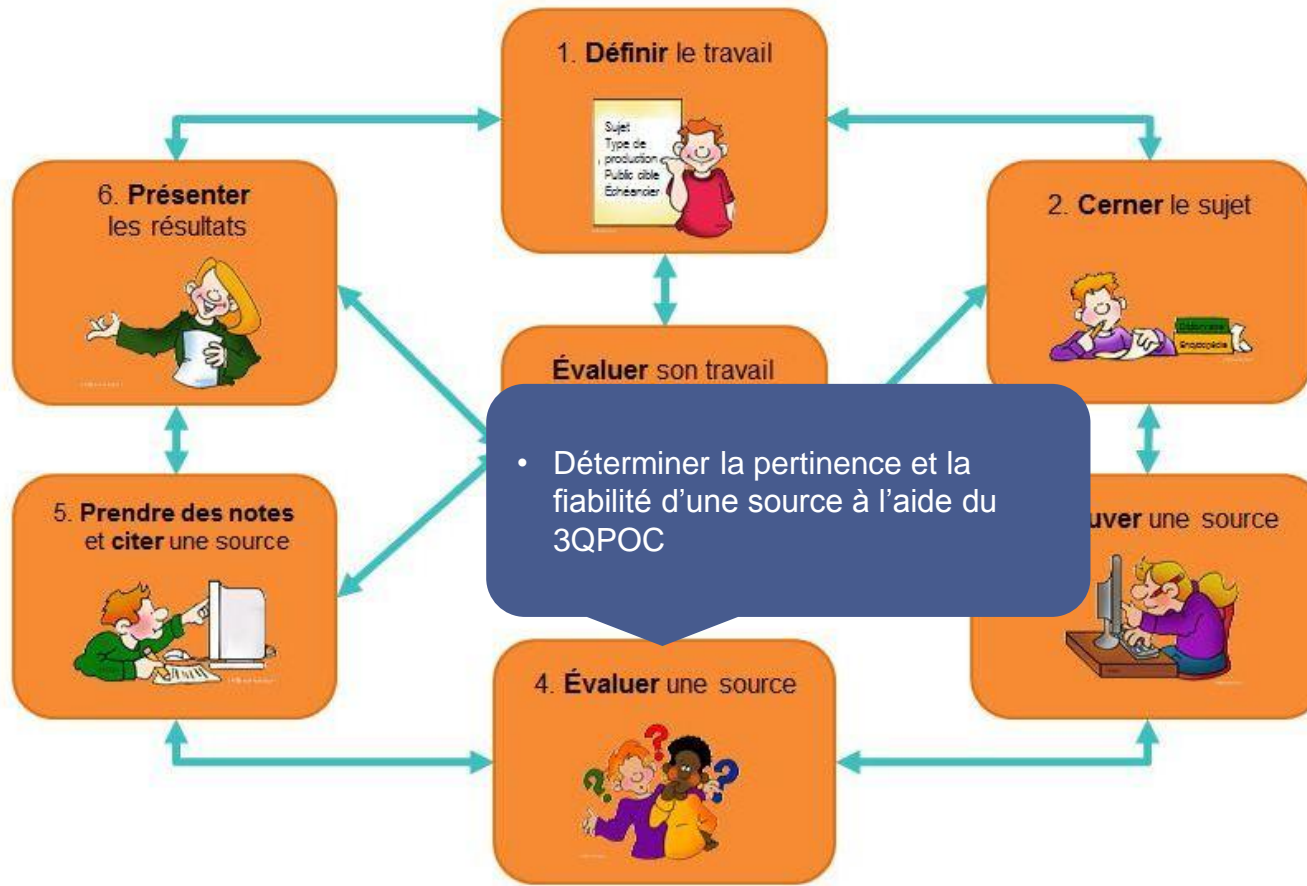 1. Définir le travail
Sujet
Type de
production
Public cible
Échéancier
6. Présenter
les résultats
2. Cerner le sujet
Encyclopédie
Évaluer son travail
• Déterminer la pertinence et la
fiabilité d’une source à l’aide du
3QPOC
5. Prendre des notes
et citer une source
uver une source
4. Évaluer une source